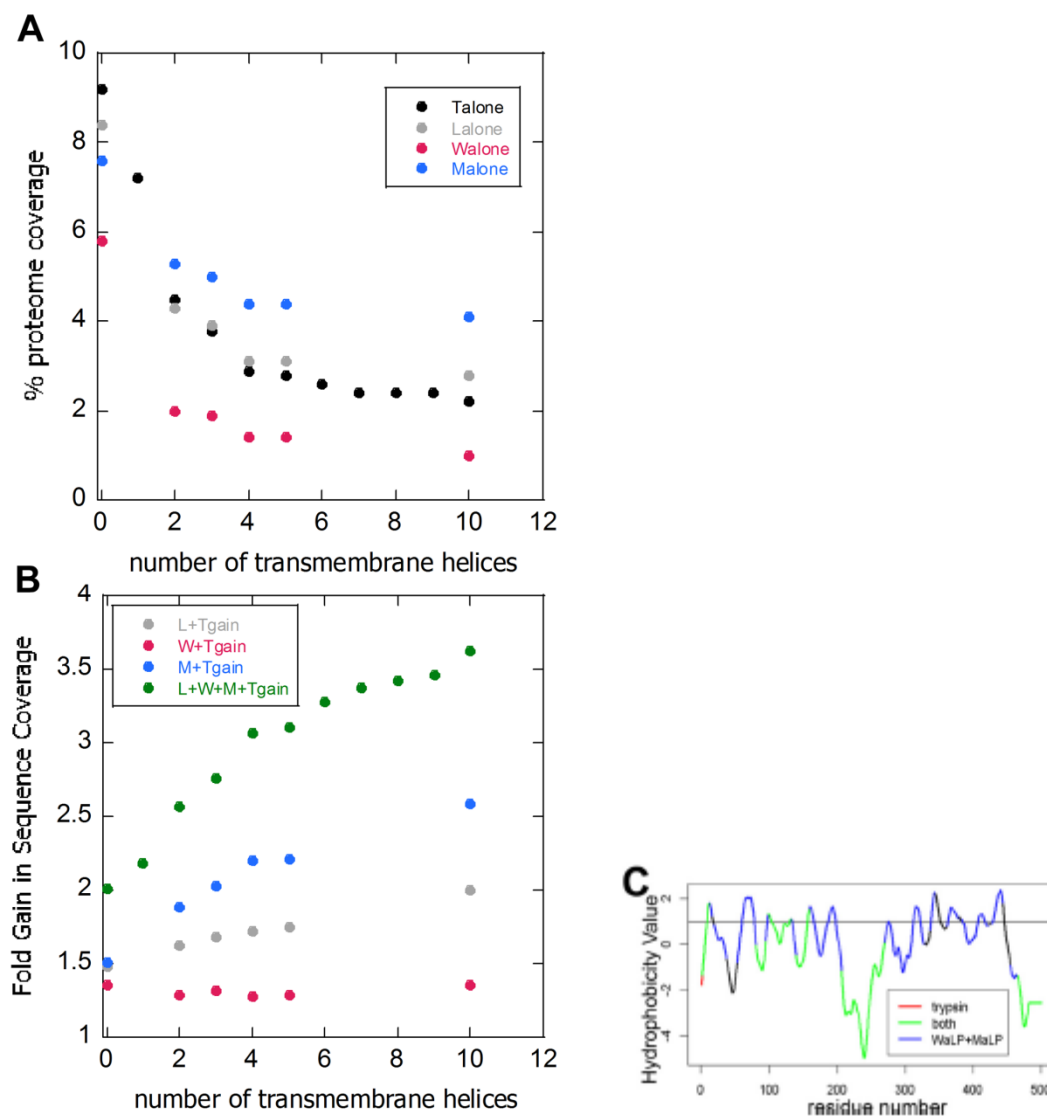 A
10
8
6
4
2
0
% proteome coverage
Talone
Lalone
Walone
Malone
0 2 4 6 8 10 12
number of transmembrane helices
B
4
3.5
3
2.5
2
1.5
1
Fold Gain in Sequence Coverage
L+Tgain
W+Tgain
M+Tgain
L+W+M+Tgain
0 2 4 6 8 10 12
number of transmembrane helices
C
2
0
-2
-4
Hydrophobicity Value
trypsin
both
WaLP+MaLP
0 100 200 300 400 500
residue number